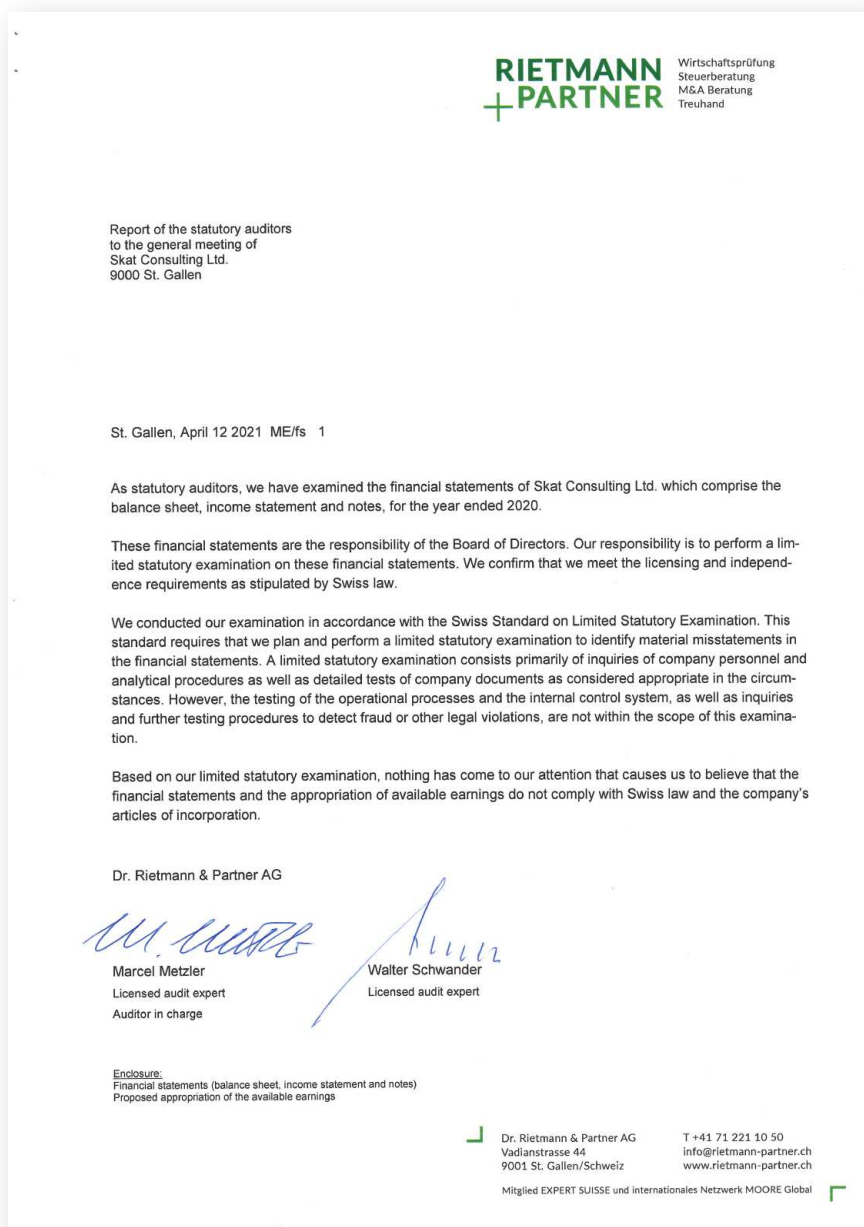 RIETMANN
+PARTNER
Wirtschaftsprüfung
Steuerberatung
M&A Beratung
Treuhand
Report of the statutory auditors
to the general meeting of
Skat Consulting Ltd.
9000 St. Gallen
St. Gallen, April 12 2021 ME/fs 1
As statutory auditors, we have examined the financial statements of Skat Consulting Ltd. which comprise the
balance sheet, income statement and notes, for the year ended 2020.
These financial statements are the responsibility of the Board of Directors. Our responsibility is to perform a lim-
ited statutory examination on these financial statements. We confirm that we meet the licensing and independ-
ence requirements as stipulated by Swiss law.
We conducted our examination in accordance with the Swiss Standard on Limited Statutory Examination. This
standard requires that we plan and perform a limited statutory examination to identify material misstatements in
the financial statements. A limited statutory examination consists primarily of inquiries of company personnel and
analytical procedures as well as detailed tests of company documents as considered appropriate in the circum-
stances. However, the testing of the operational processes and the internal control system, as well as inquiries
and further testing procedures to detect fraud or other legal violations, are not within the scope of this examina-
tion.
Based on our limited statutory examination, nothing has come to our attention that causes us to believe that the
financial statements and the appropriation of available earnings do not comply with Swiss law and the company's
articles of incorporation.
Dr. Rietmann & Partner AG
Marcel Metzler
Licensed audit expert
Auditor in charge
Walter Schwander
Licensed audit expert
Enclosure:
Financial statements (balance sheet, income statement and notes)
Proposed appropriation of the available earnings
Dr. Rietmann & Partner AG
Vadianstrasse 44
9001 St. Gallen/Schweiz
T +41 71 221 10 50
info@rietmann-partner.ch
www.rietmann-partner.ch
Mitglied EXPERT SUISSE und internationales Netzwerk MOORE Global